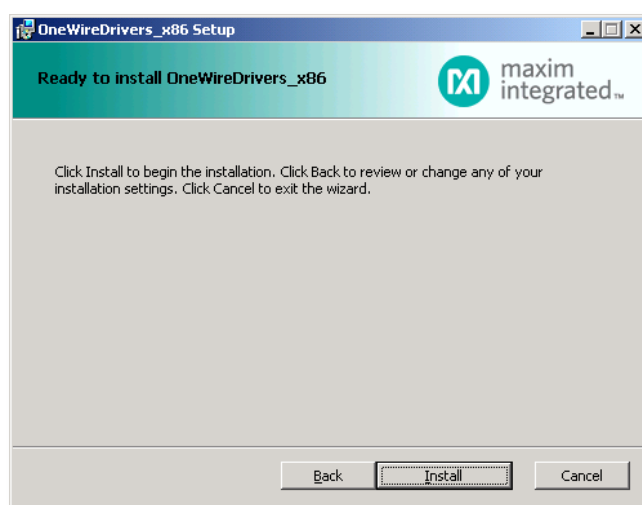 OneWireDrivers_x86 Setup
Ready to install OneWireDrivers_x86
maxim
integrated™
Click Install to begin the installation. Click Back to review or change any of your
installation settings. Click Cancel to exit the wizard.
Back
Install
Cancel